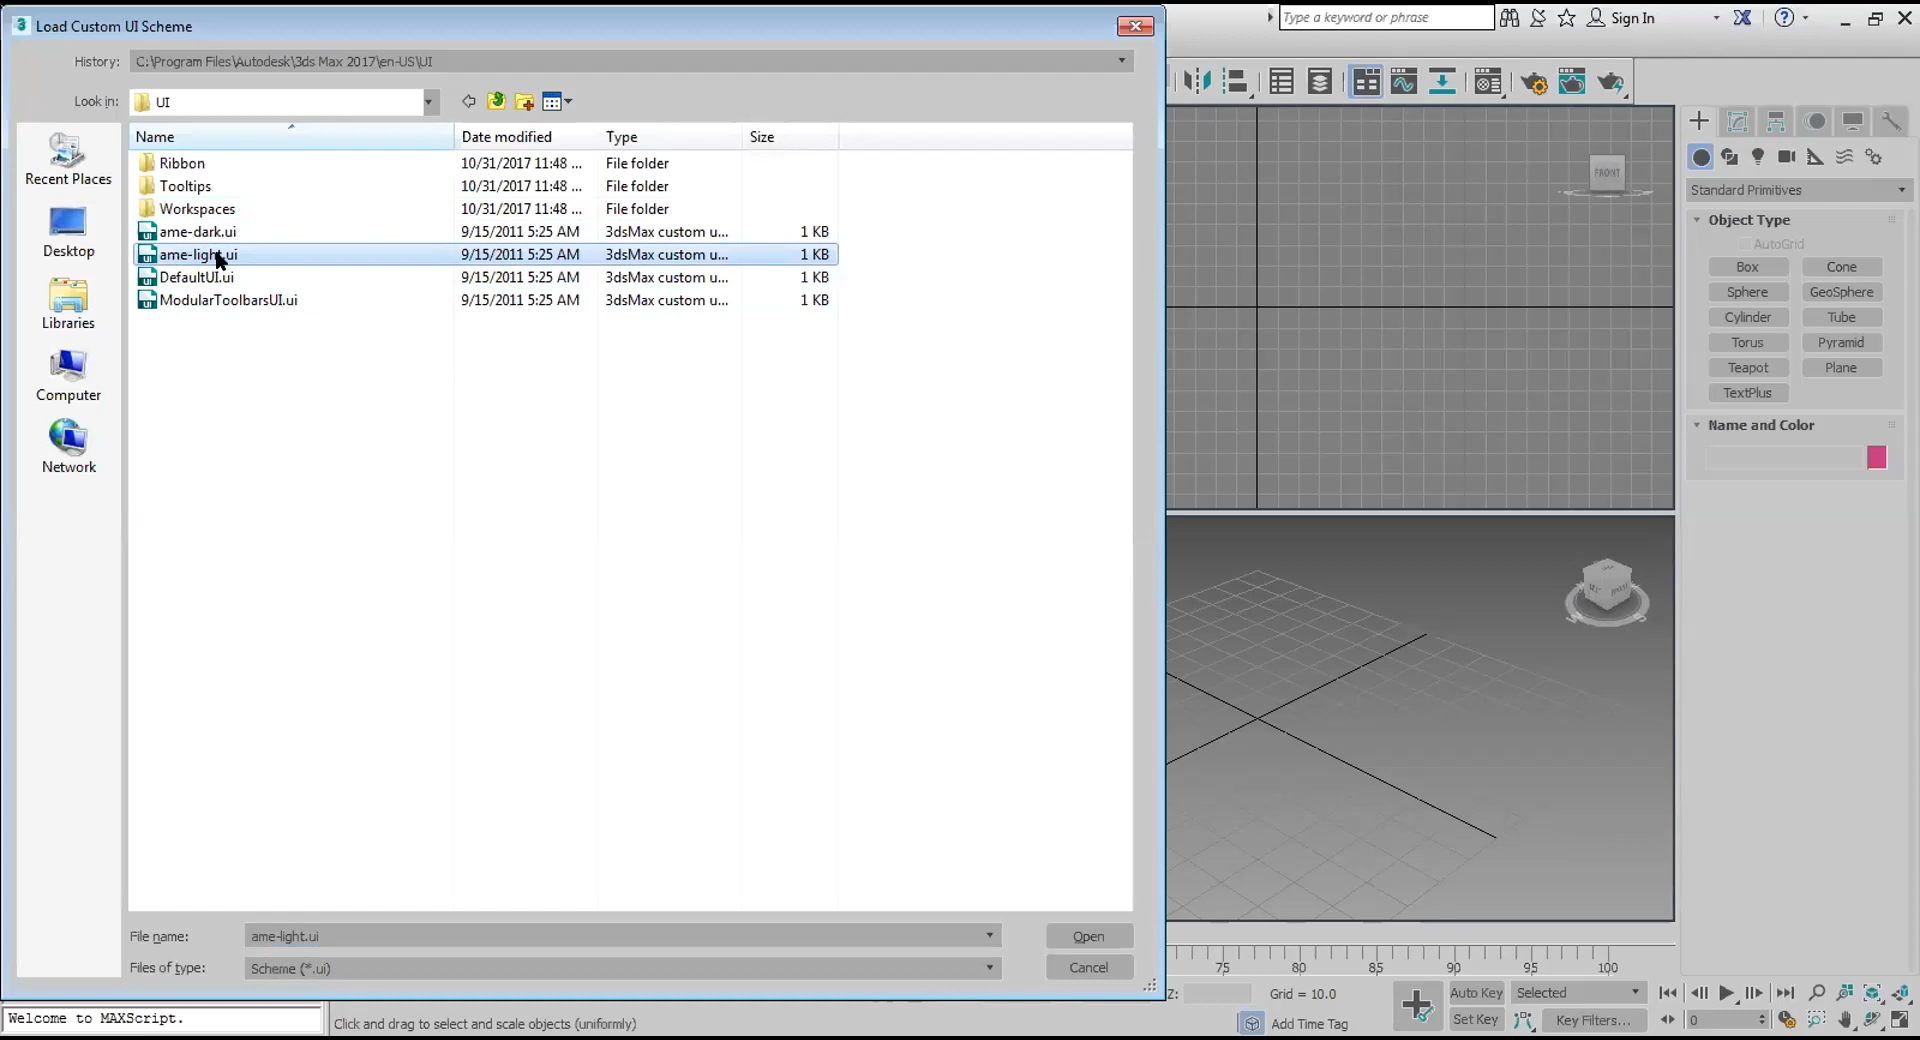 Load Custom UI Scheme
Type a keyword or phrase
Sign In
History: C:\Program Files\Autodesk\3ds Max 2017\en-US\UI
Look in: UI
Name Date modified Type Size
Ribbon 10/31/2017 11:48 ... File folder
Tooltips 10/31/2017 11:48 ... File folder
Workspaces 10/31/2017 11:48 ... File folder
ame-dark.ui 9/15/2011 5:25 AM 3dsMax custom u... 1 KB
ame-light.ui 9/15/2011 5:25 AM 3dsMax custom u... 1 KB
DefaultUI.ui 9/15/2011 5:25 AM 3dsMax custom u... 1 KB
ModularToolbarsUI.ui 9/15/2011 5:25 AM 3dsMax custom u... 1 KB
Recent Places
Desktop
Libraries
Computer
Network
File name: ame-light.ui Open
Files of type: Scheme (*.ui) Cancel
FRONT
Standard Primitives
Object Type
AutoGrid
Box Cone
Sphere GeoSphere
Cylinder Tube
Torus Pyramid
Teapot Plane
TextPlus
Name and Color
75 80 85 90 95 100
Z: Grid = 10.0 Auto Key Selected
Welcome to MAXScript.
Click and drag to select and scale objects (uniformly)
Add Time Tag Set Key Key Filters... 0